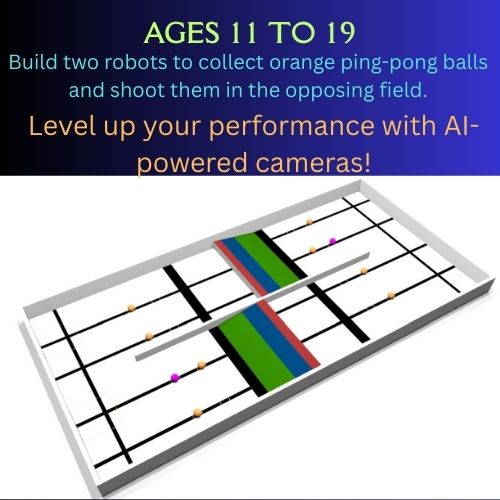 AGES 11 TO 19
Build two robots to collect orange ping-pong balls
and shoot them in the opposing field.
Level up your performance with AI-
powered cameras!